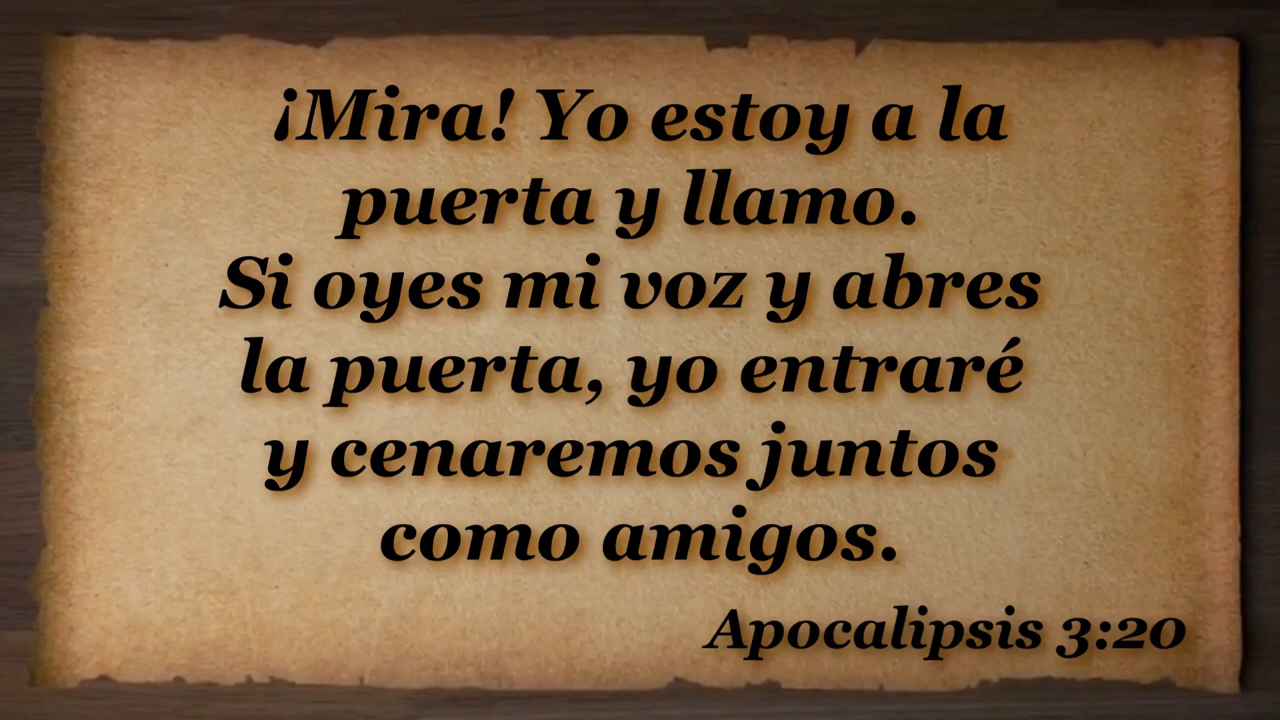 ¡Mira! Yo estoy a la
puerta y llamo.
Si oyes mi voz y abres
la puerta, yo entraré
y cenaremos juntos
como amigos.
Apocalipsis 3:20